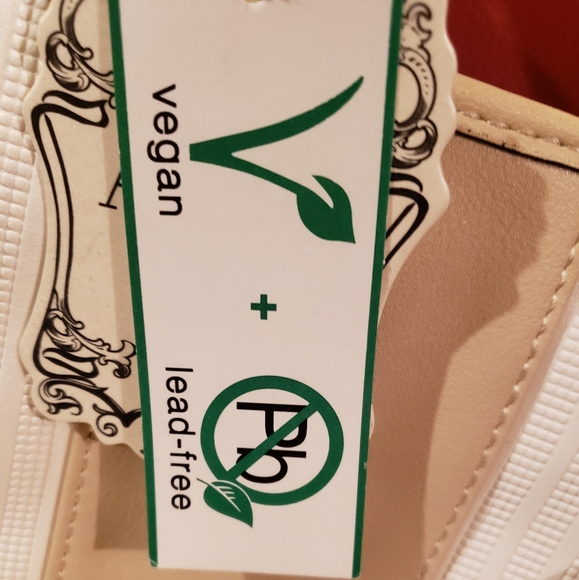 vegan
+
Pb
lead-free